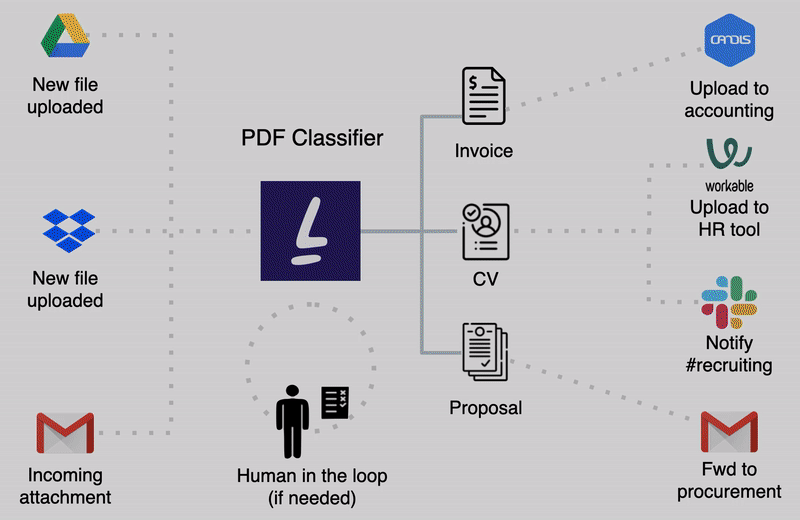 New file
uploaded
New file
uploaded
Incoming
attachment
PDF Classifier
L
Human in the loop
(if needed)
$
Invoice
CV
Proposal
CANDIS
Upload to
accounting
workable
Upload to
HR tool
Notify
#recruiting
Fwd to
procurement